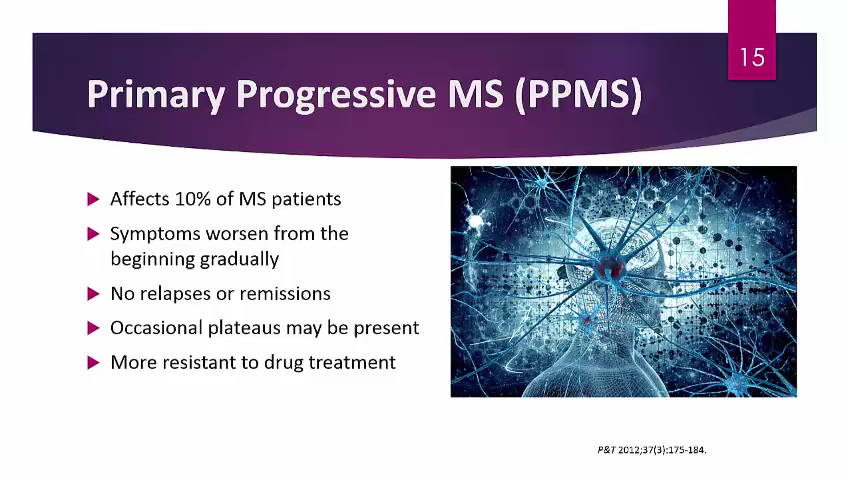 15
Primary Progressive MS (PPMS)
Affects 10% of MS patients
Symptoms worsen from the
beginning gradually
No relapses or remissions
Occasional plateaus may be present
More resistant to drug treatment
P&T 2012;37(3):175-184.